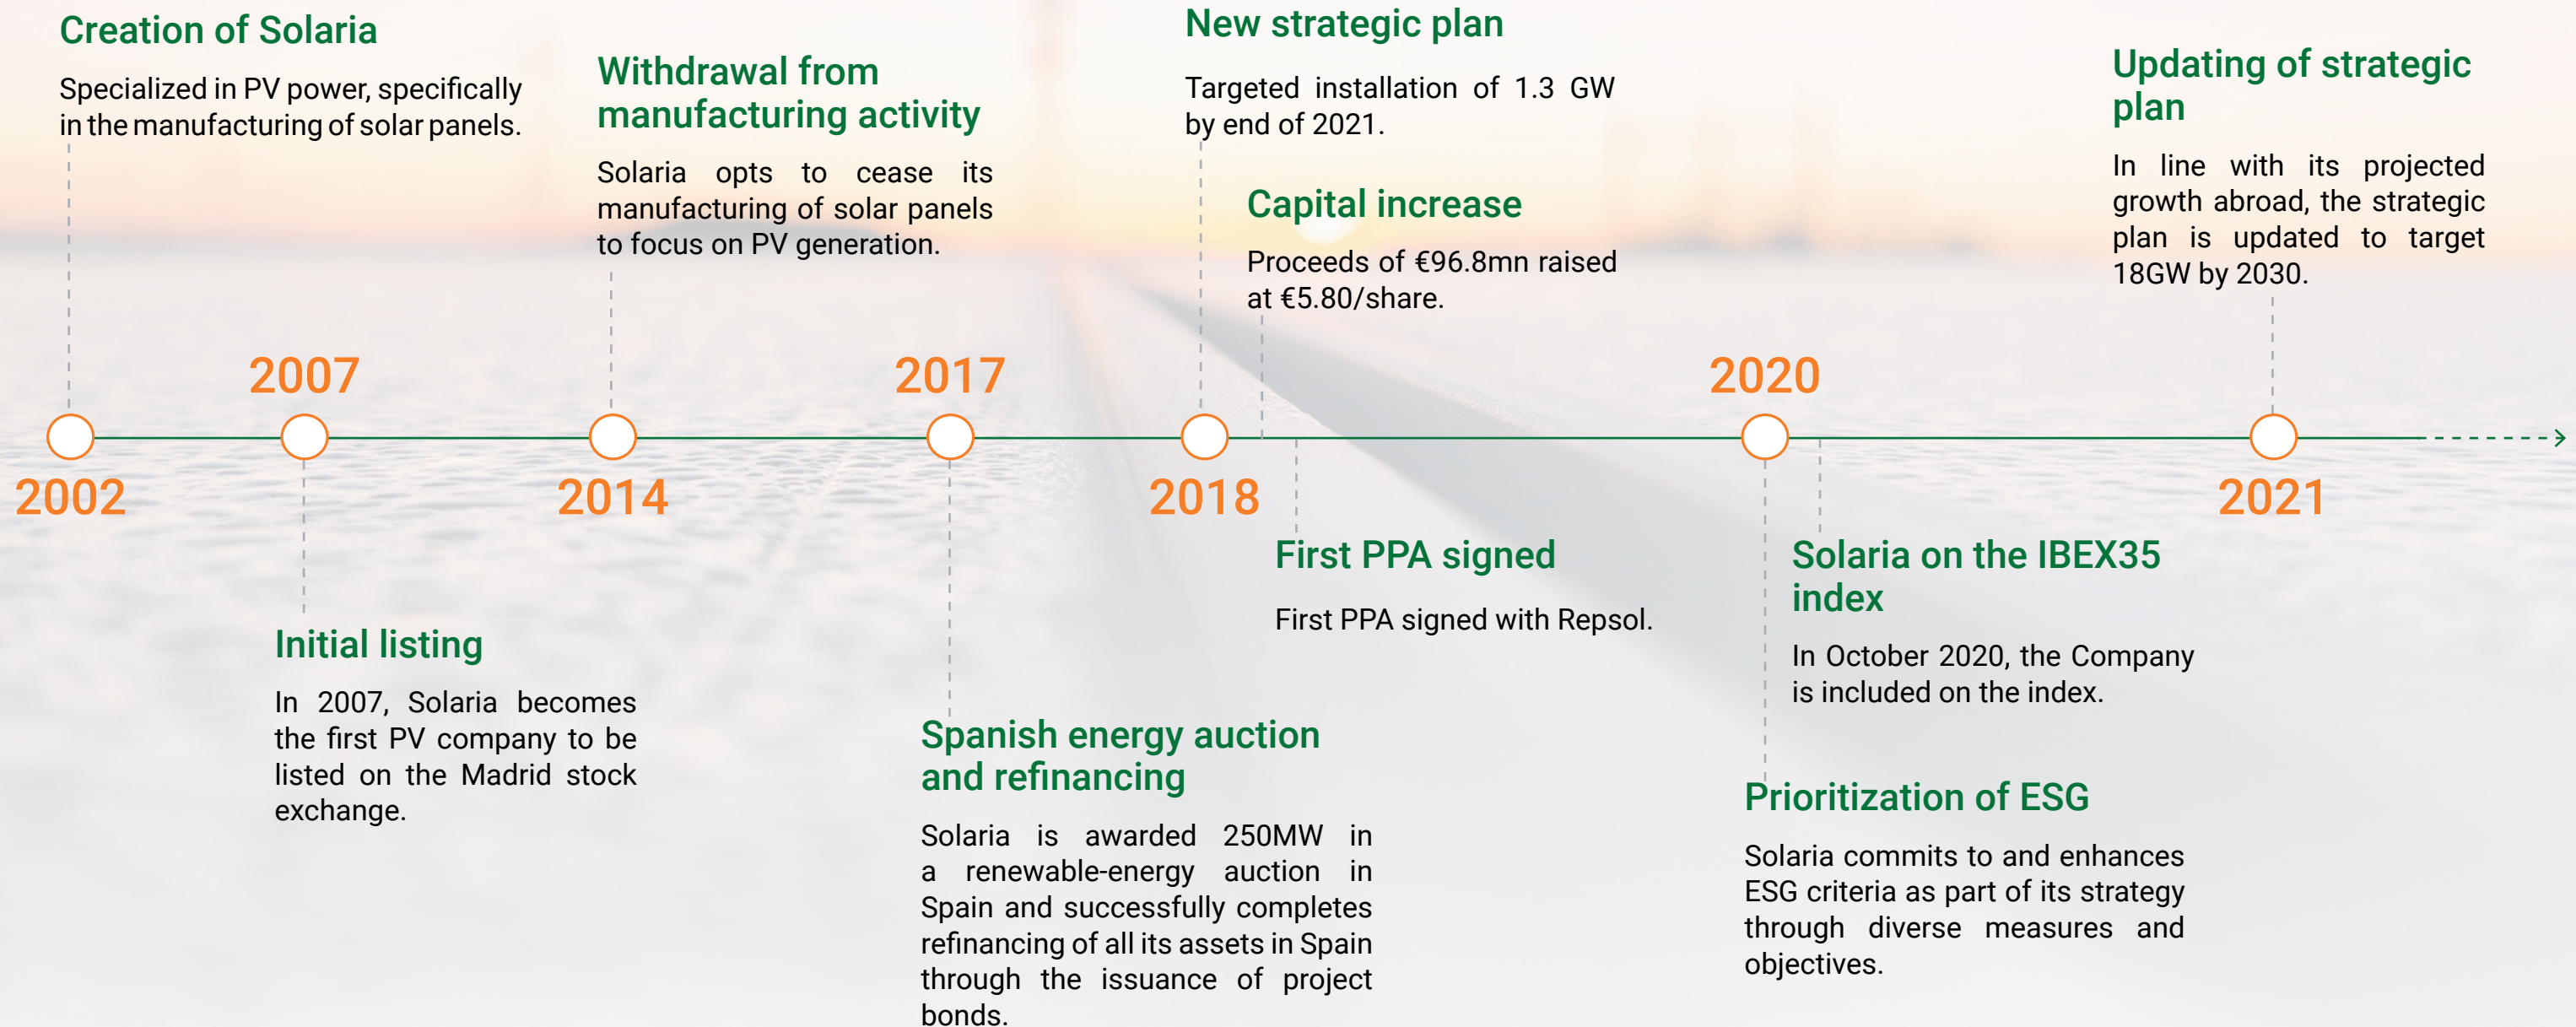 Creation of Solaria
Specialized in PV power, specifically
in the manufacturing of solar panels.
2002
2007
Initial listing
In 2007, Solaria becomes
the first PV company to be
listed on the Madrid stock
exchange.
Withdrawal from
manufacturing activity
Solaria opts to cease its
manufacturing of solar panels
to focus on PV generation.
2014
2017
Spanish energy auction
and refinancing
Solaria is awarded 250MW in
a renewable-energy auction in
Spain and successfully completes
refinancing of all its assets in Spain
through the issuance of project
bonds.
New strategic plan
Targeted installation of 1.3 GW
by end of 2021.
Capital increase
Proceeds of €96.8mn raised
at €5.80/share.
2018
First PPA signed
First PPA signed with Repsol.
2020
Solaria on the IBEX35
index
In October 2020, the Company
is included on the index.
Prioritization of ESG
Solaria commits to and enhances
ESG criteria as part of its strategy
through diverse measures and
objectives.
Updating of strategic
plan
In line with its projected
growth abroad, the strategic
plan is updated to target
18GW by 2030.
2021